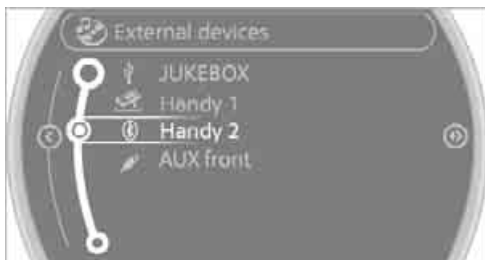 External devices
JUKEBOX
Handy 1
Handy 2
AUX front